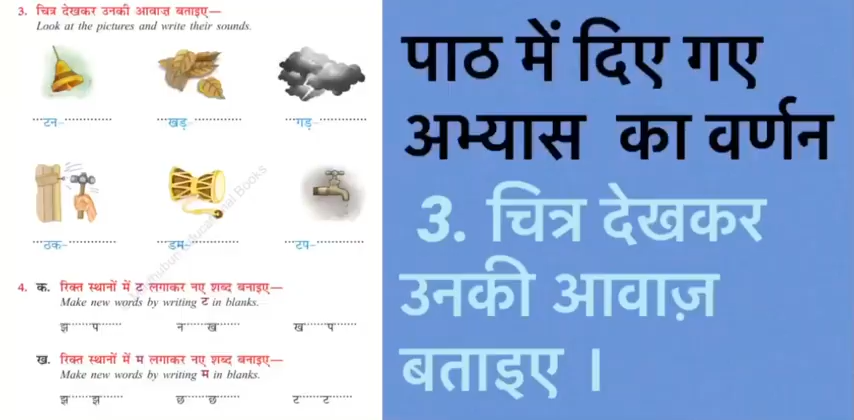 3. चित्र देखकर उनकी आवाज़ बताइए—
Look at the pictures and write their sounds.
टन- खड़- गड़-
ठक- डम- टप-
4. क. रिक्त स्थानों में ट लगाकर नए शब्द बनाइए—
Make new words by writing ट in blanks.
झ प न ख ख प
ख. रिक्त स्थानों में म लगाकर नए शब्द बनाइए—
Make new words by writing म in blanks.
झ झ छ छ ट ट
पाठ में दिए गए
अभ्यास का वर्णन
3. चित्र देखकर
उनकी आवाज़
बताइए ।